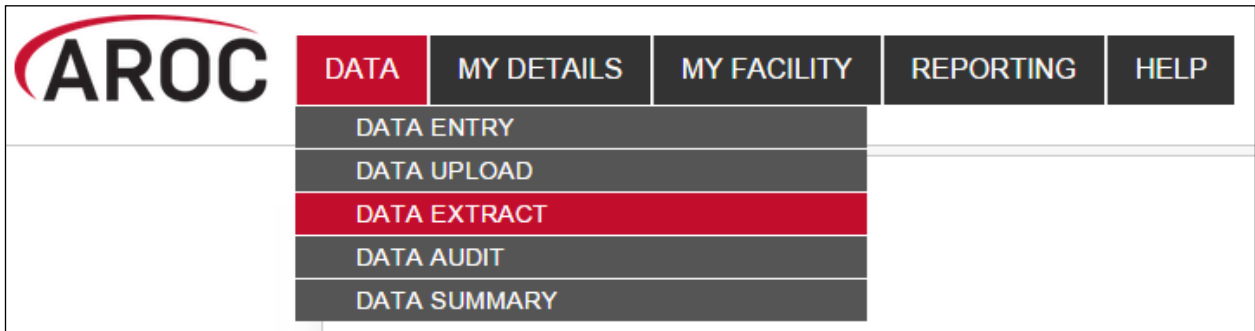 AROC DATA MY DETAILS MY FACILITY REPORTING HELP
DATA ENTRY
DATA UPLOAD
DATA EXTRACT
DATA AUDIT
DATA SUMMARY